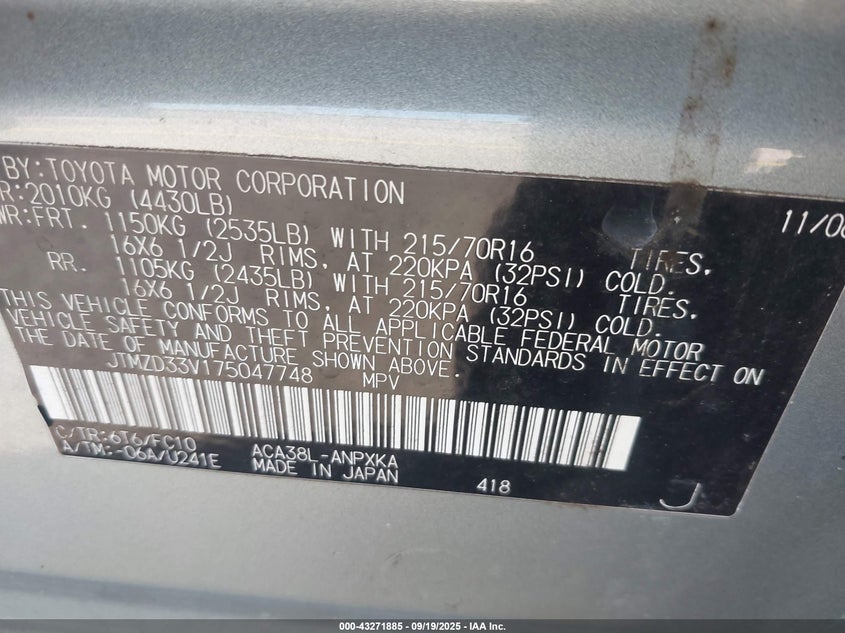 BY:TOYOTA MOTOR CORPORATION 11/06
R:2010KG (4430LB)
WR:FRT. 1150KG (2535LB) WITH 215/70R16 TIRES,
16X6 1/2J RIMS, AT 220KPA (32PSI) COLD.
RR. 1105KG (2435LB) WITH 215/70R16 TIRES.
16X6 1/2J RIMS, AT 220KPA (32PSI) COLD.
THIS VEHICLE CONFORMS TO ALL APPLICABLE FEDERAL MOTOR
VEHICLE SAFETY AND THEFT PREVENTION STANDARDS IN EFFECT ON
THE DATE OF MANUFACTURE SHOWN ABOVE.
JTMZD33V175047748 MPV
C/TR:6T6/FC10 ACA38L-ANPXKA
A/TM:-06A/U241E MADE IN JAPAN 418 J
000-43271885 - 09/19/2025 - IAA Inc.